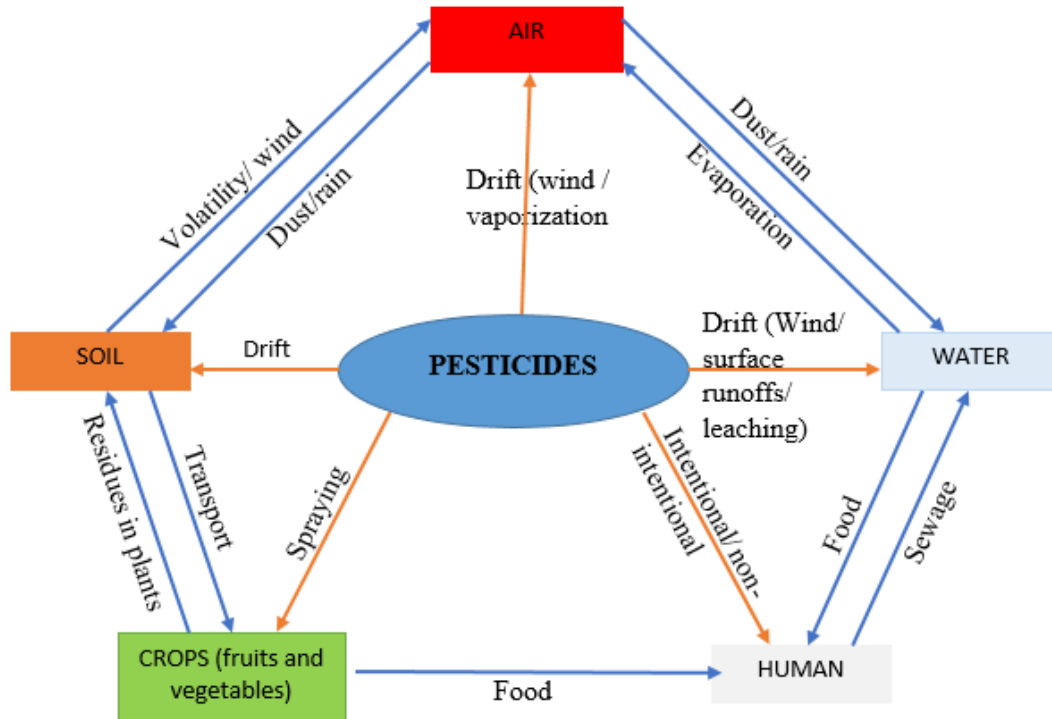 AIR
Volatility/ wind
Dust/rain
Drift (wind /
vaporization
Evaporation
Dust/rain
SOIL
Drift
PESTICIDES
Drift (Wind/
surface
runoffs/
leaching)
WATER
Residues in plants
Transport
Spraying
Intentional/ non-
intentional
Food
Sewage
CROPS (fruits and
vegetables)
Food
HUMAN